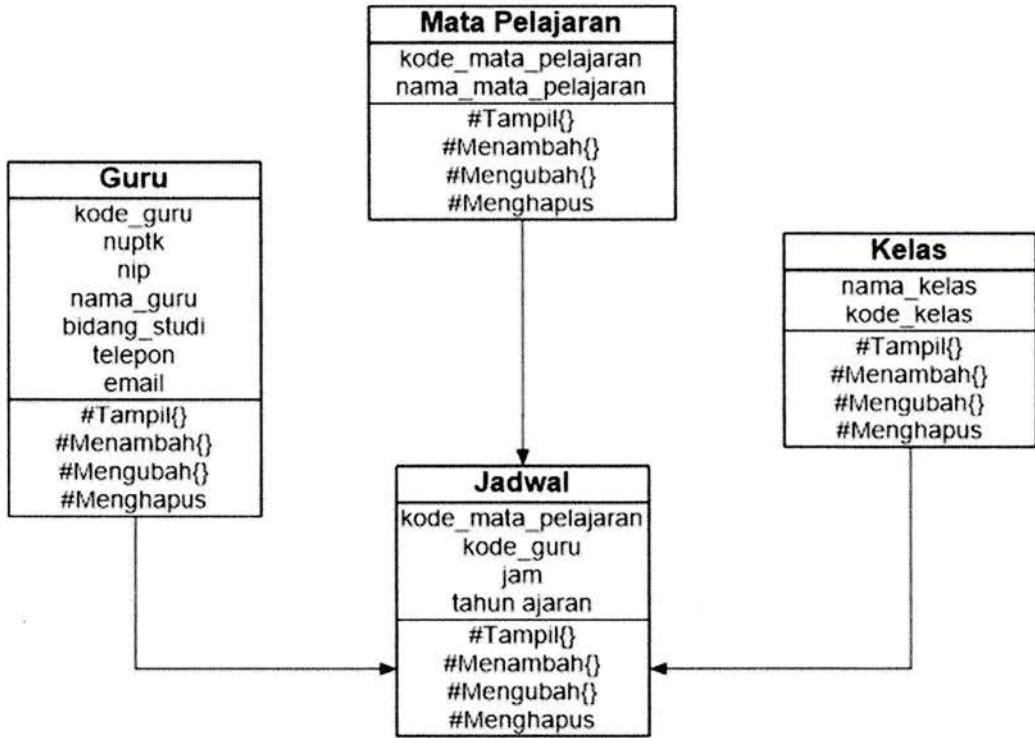 Mata Pelajaran
kode_mata_pelajaran
nama_mata_pelajaran
#Tampil{}
#Menambah{}
#Mengubah{}
#Menghapus
Guru
kode_guru
nuptk
nip
nama_guru
bidang_studi
telepon
email
#Tampil{}
#Menambah{}
#Mengubah{}
#Menghapus
Kelas
nama_kelas
kode_kelas
#Tampil{}
#Menambah{}
#Mengubah{}
#Menghapus
Jadwal
kode_mata_pelajaran
kode_guru
jam
tahun ajaran
#Tampil{}
#Menambah{}
#Mengubah{}
#Menghapus